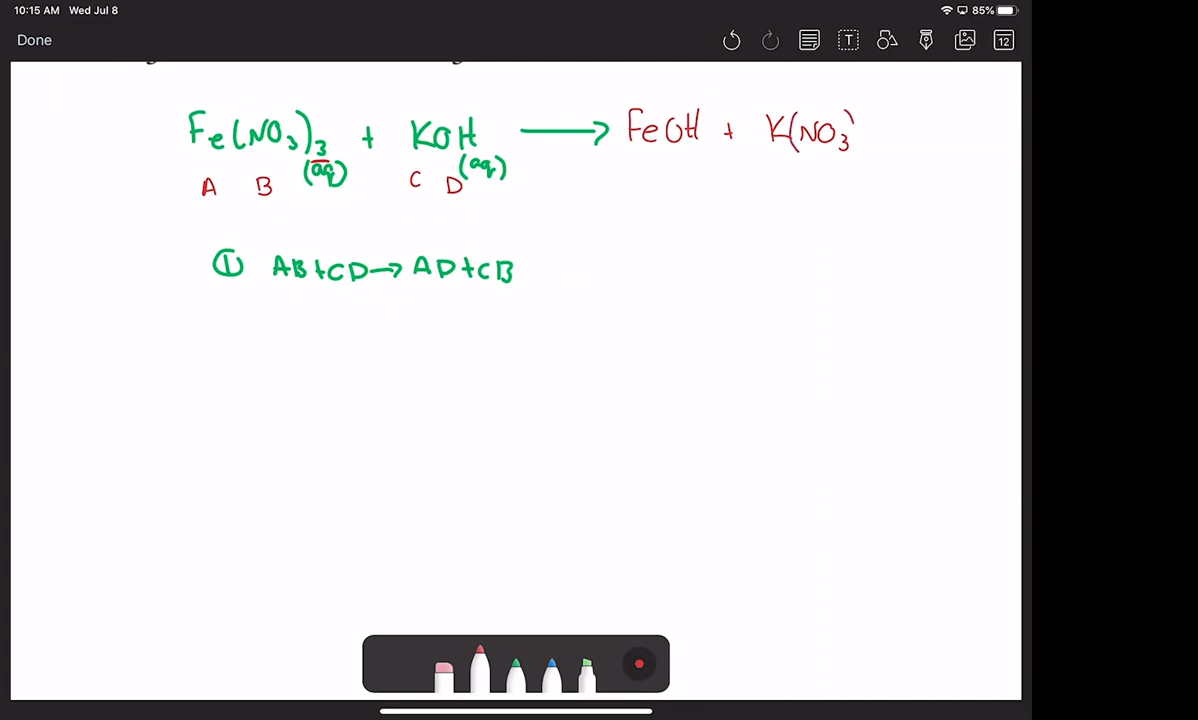 10:15 AM Wed Jul 8 85%
Done T 12
Fe(NO3)3 (aq) + KOH (aq) → FeOH + K(NO3)
A B C D
① AB+CD→AD+CB